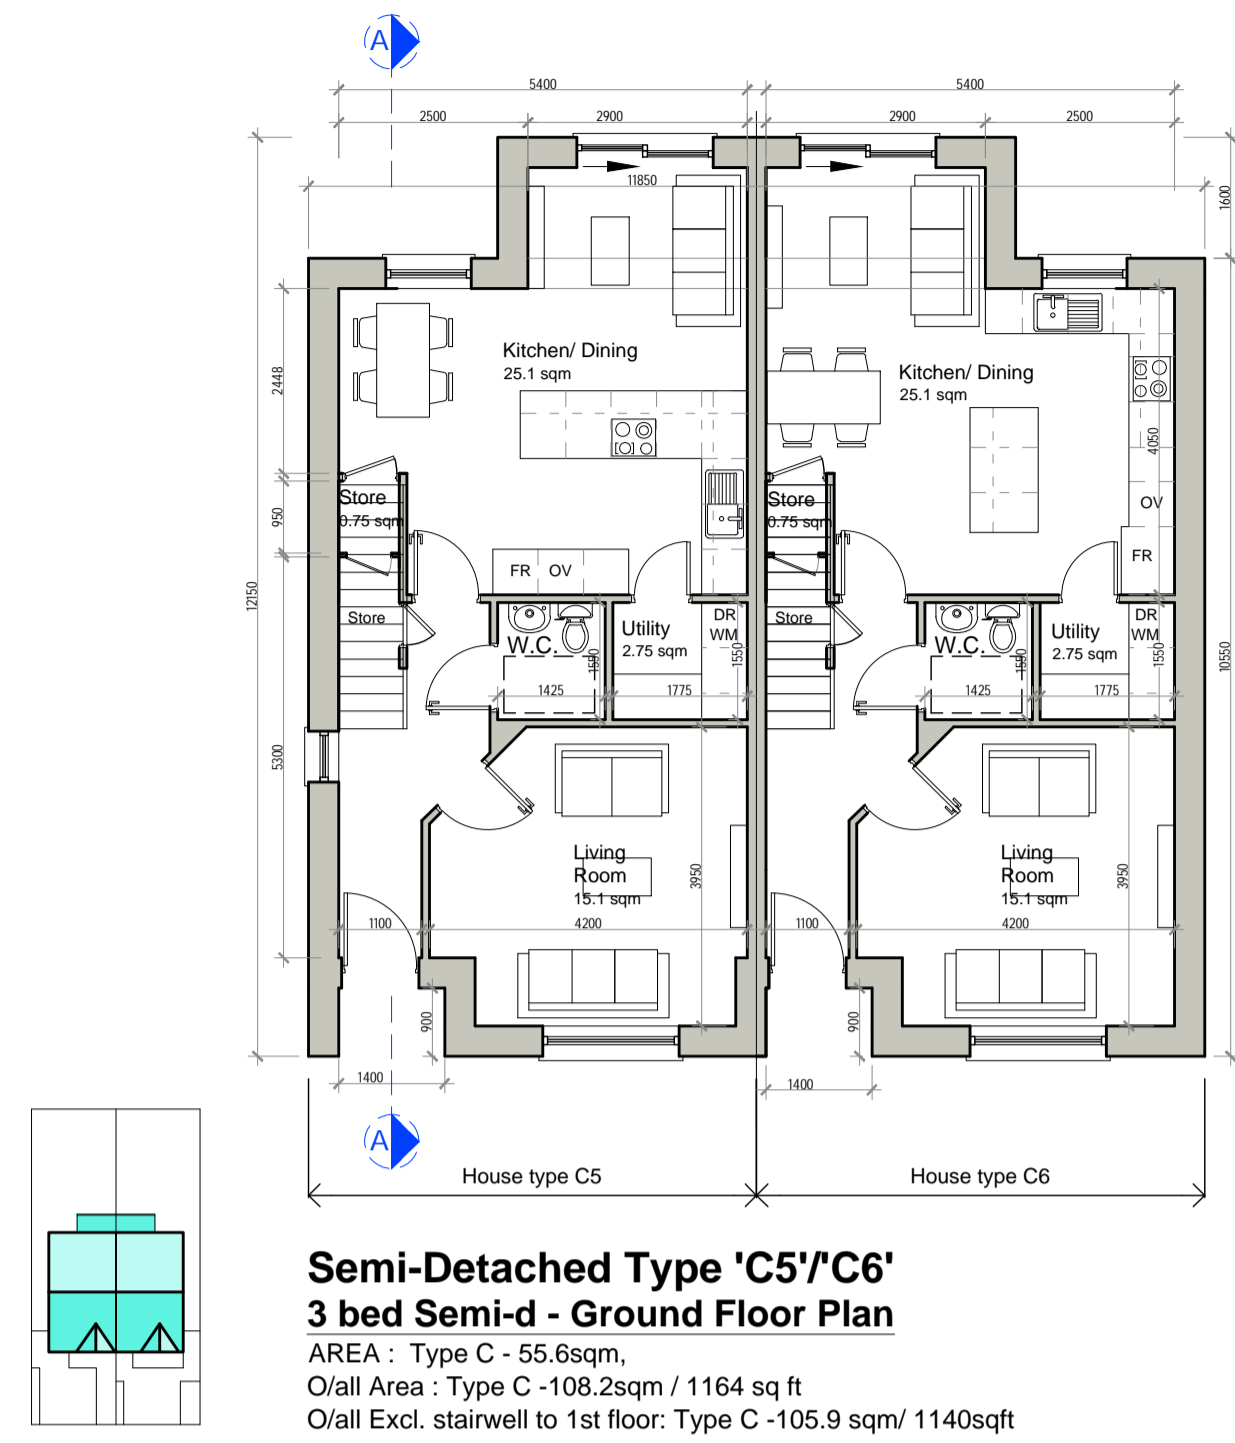 A
5400
5400
2500
2900
2900
2500
11850
1600
Kitchen/ Dining
25.1 sqm
Kitchen/ Dining
25.1 sqm
2448
4050
Store
0.75 sqm
Store
0.75 sqm
OV
950
FR
FR OV
12150
Store
W.C.
Utility
2.75 sqm
DR
WM
1550
1550
Store
W.C.
Utility
2.75 sqm
DR
WM
1550
1550
10550
1425
1775
1425
1775
5300
Living
Room
15.1 sqm
3950
Living
Room
15.1 sqm
3950
1100
4200
1100
4200
900
900
1400
1400
A
House type C5
House type C6
Semi-Detached Type 'C5'/'C6'
3 bed Semi-d - Ground Floor Plan
AREA : Type C - 55.6sqm,
O/all Area : Type C -108.2sqm / 1164 sq ft
O/all Excl. stairwell to 1st floor: Type C -105.9 sqm/ 1140sqft